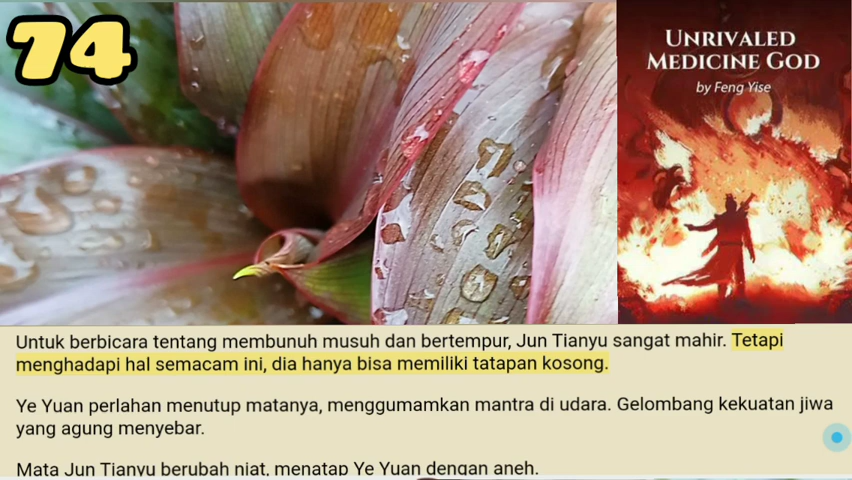 74
UNRIVALED
MEDICINE GOD
by Feng Yise
Untuk berbicara tentang membunuh musuh dan bertempur, Jun Tianyu sangat mahir. Tetapi
menghadapi hal semacam ini, dia hanya bisa memiliki tatapan kosong.
Ye Yuan perlahan menutup matanya, menggumamkan mantra di udara. Gelombang kekuatan jiwa
yang agung menyebar.
Mata Jun Tianyu berubah niat, menatap Ye Yuan dengan aneh.